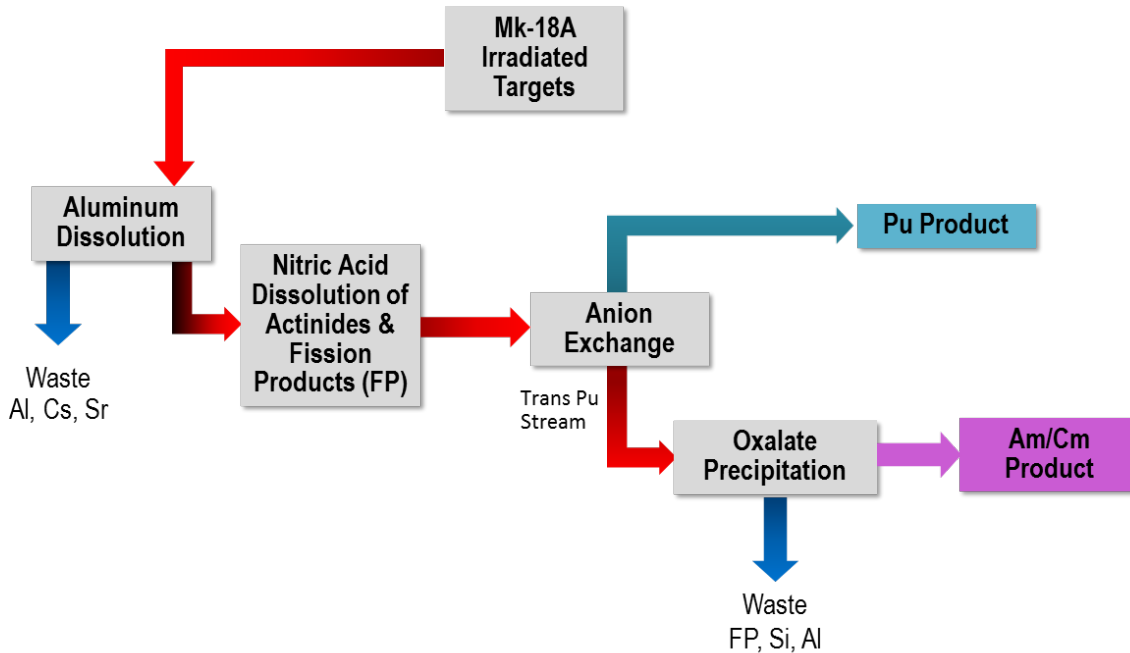 Mk-18A
Irradiated
Targets
Aluminum
Dissolution
Pu Product
Nitric Acid
Dissolution of
Actinides &
Fission
Products (FP)
Anion
Exchange
Waste
Al, Cs, Sr
Trans Pu
Stream
Oxalate
Precipitation
Am/Cm
Product
Waste
FP, Si, Al